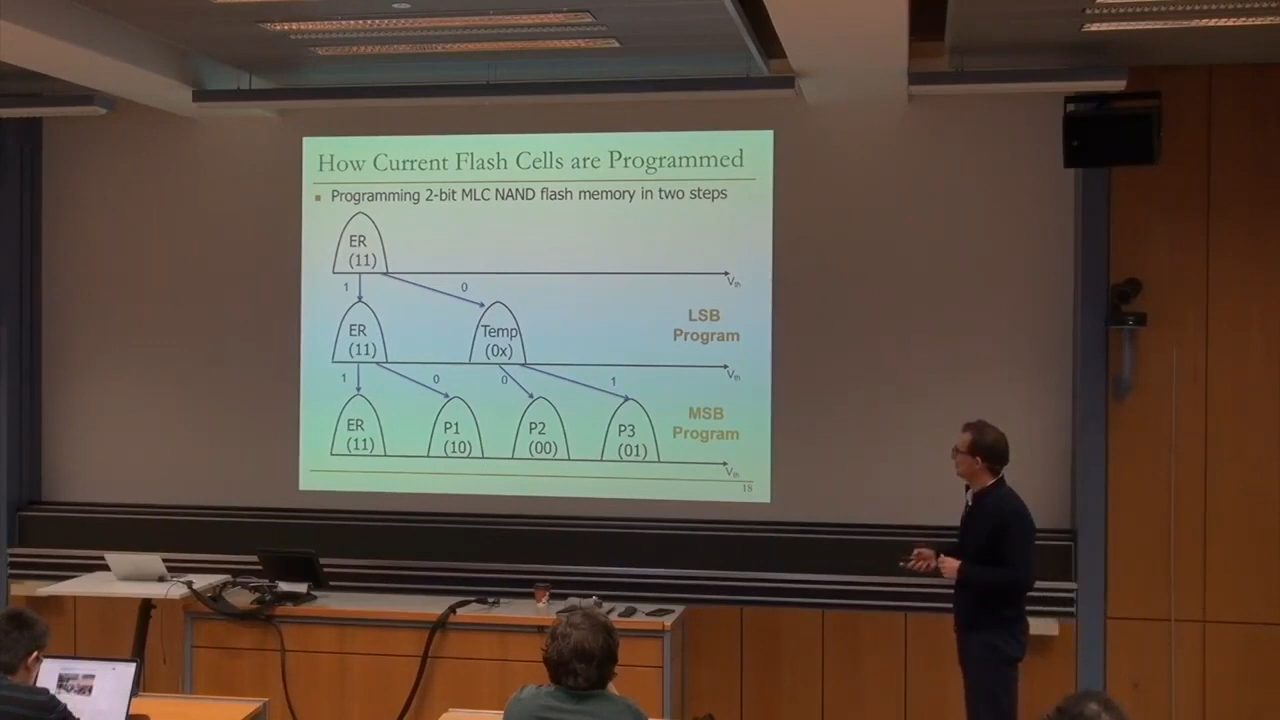 How Current Flash Cells are Programmed
Programming 2-bit MLC NAND flash memory in two steps
ER
(11)
Vth
1
0
ER
(11)
Temp
(0x)
LSB
Program
Vth
1
0
0
1
ER
(11)
P1
(10)
P2
(00)
P3
(01)
MSB
Program
Vth
18